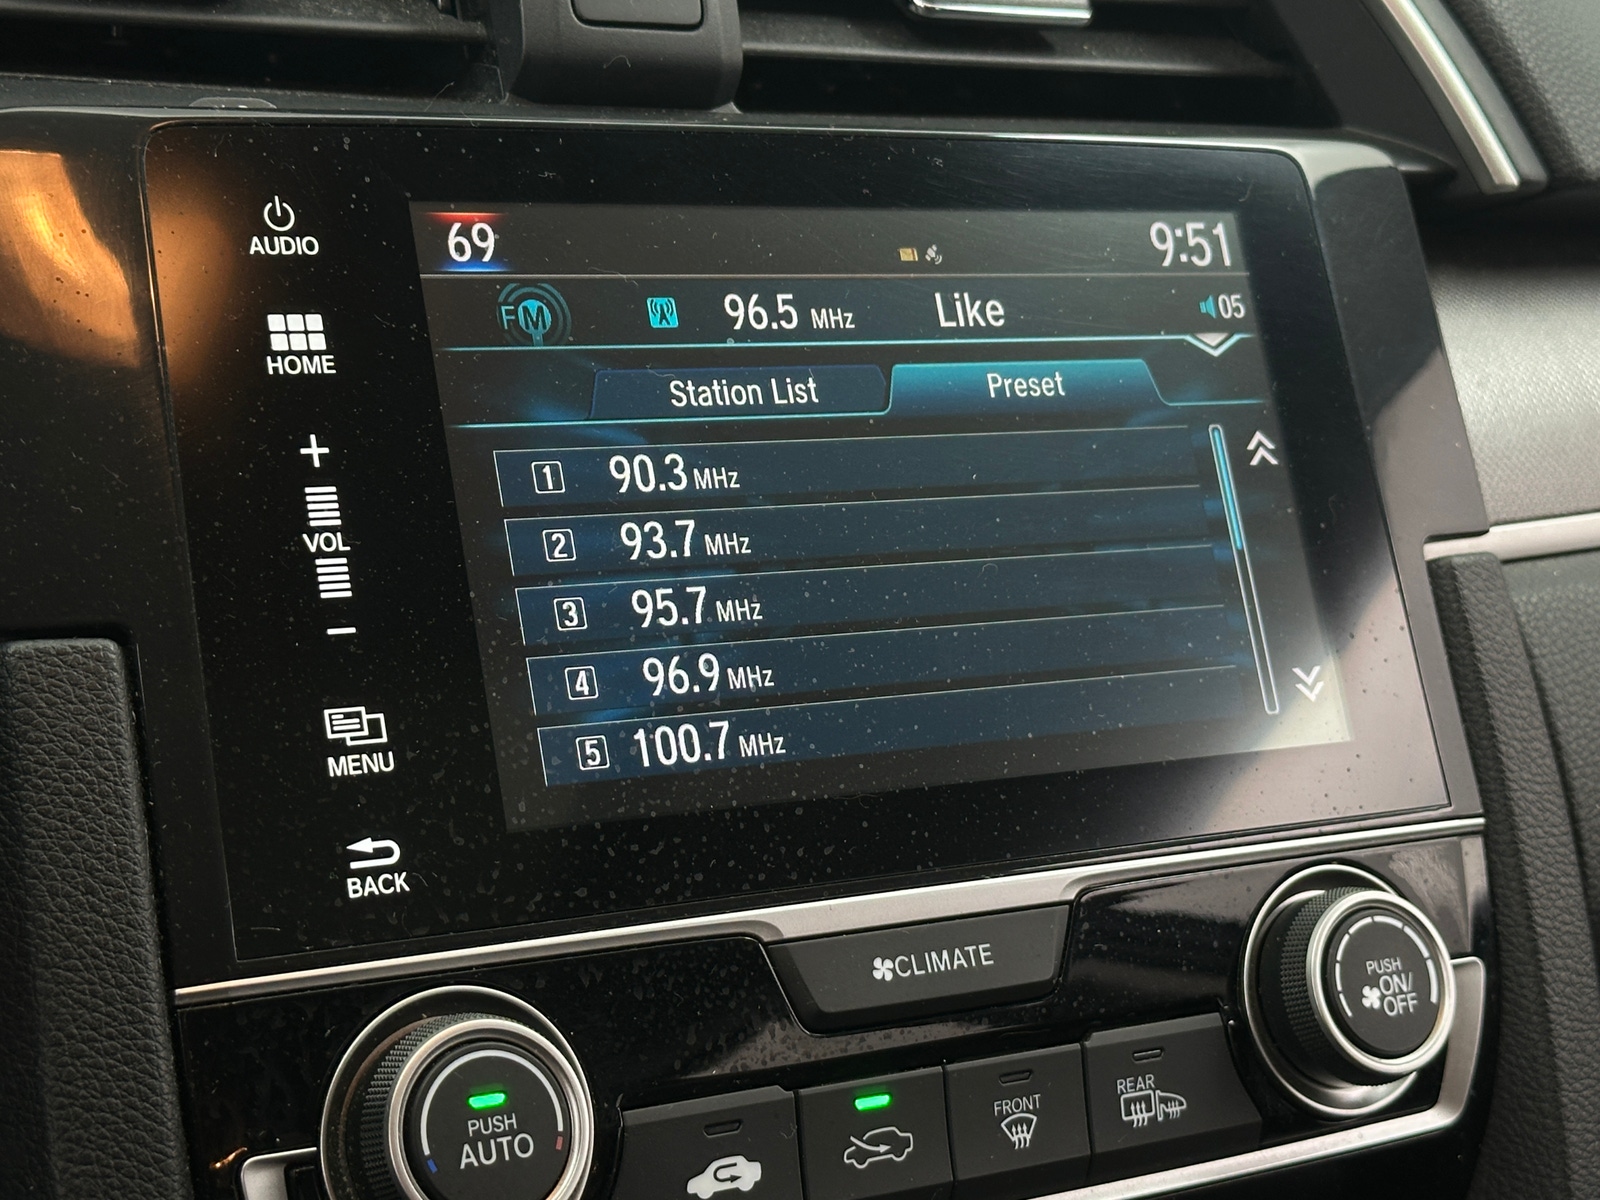 AUDIO
HOME
+
VOL
−
MENU
BACK
69
9:51
FM
96.5 MHz
Like
05
Station List
Preset
1 90.3 MHz
2 93.7 MHz
3 95.7 MHz
4 96.9 MHz
5 100.7 MHz
CLIMATE
PUSH
ON/
OFF
PUSH
AUTO
FRONT
REAR